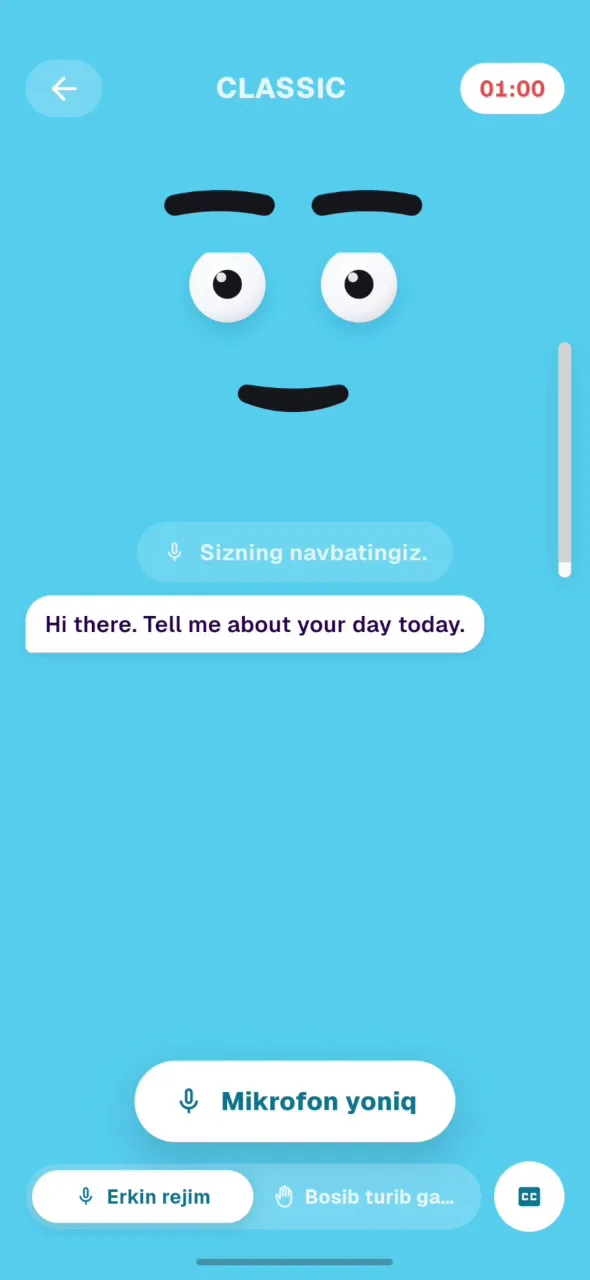 CLASSIC
01:00
Sizning navbatingiz.
Hi there. Tell me about your day today.
Mikrofon yoniq
Erkin rejim
Bosib turib ga...
CC